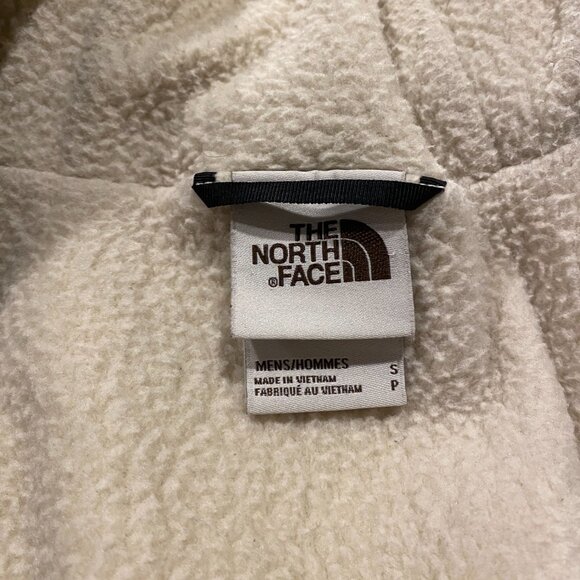 THE
NORTH
®FACE
MENS/HOMMES S
MADE IN VIETNAM
FABRIQUÉ AU VIETNAM P